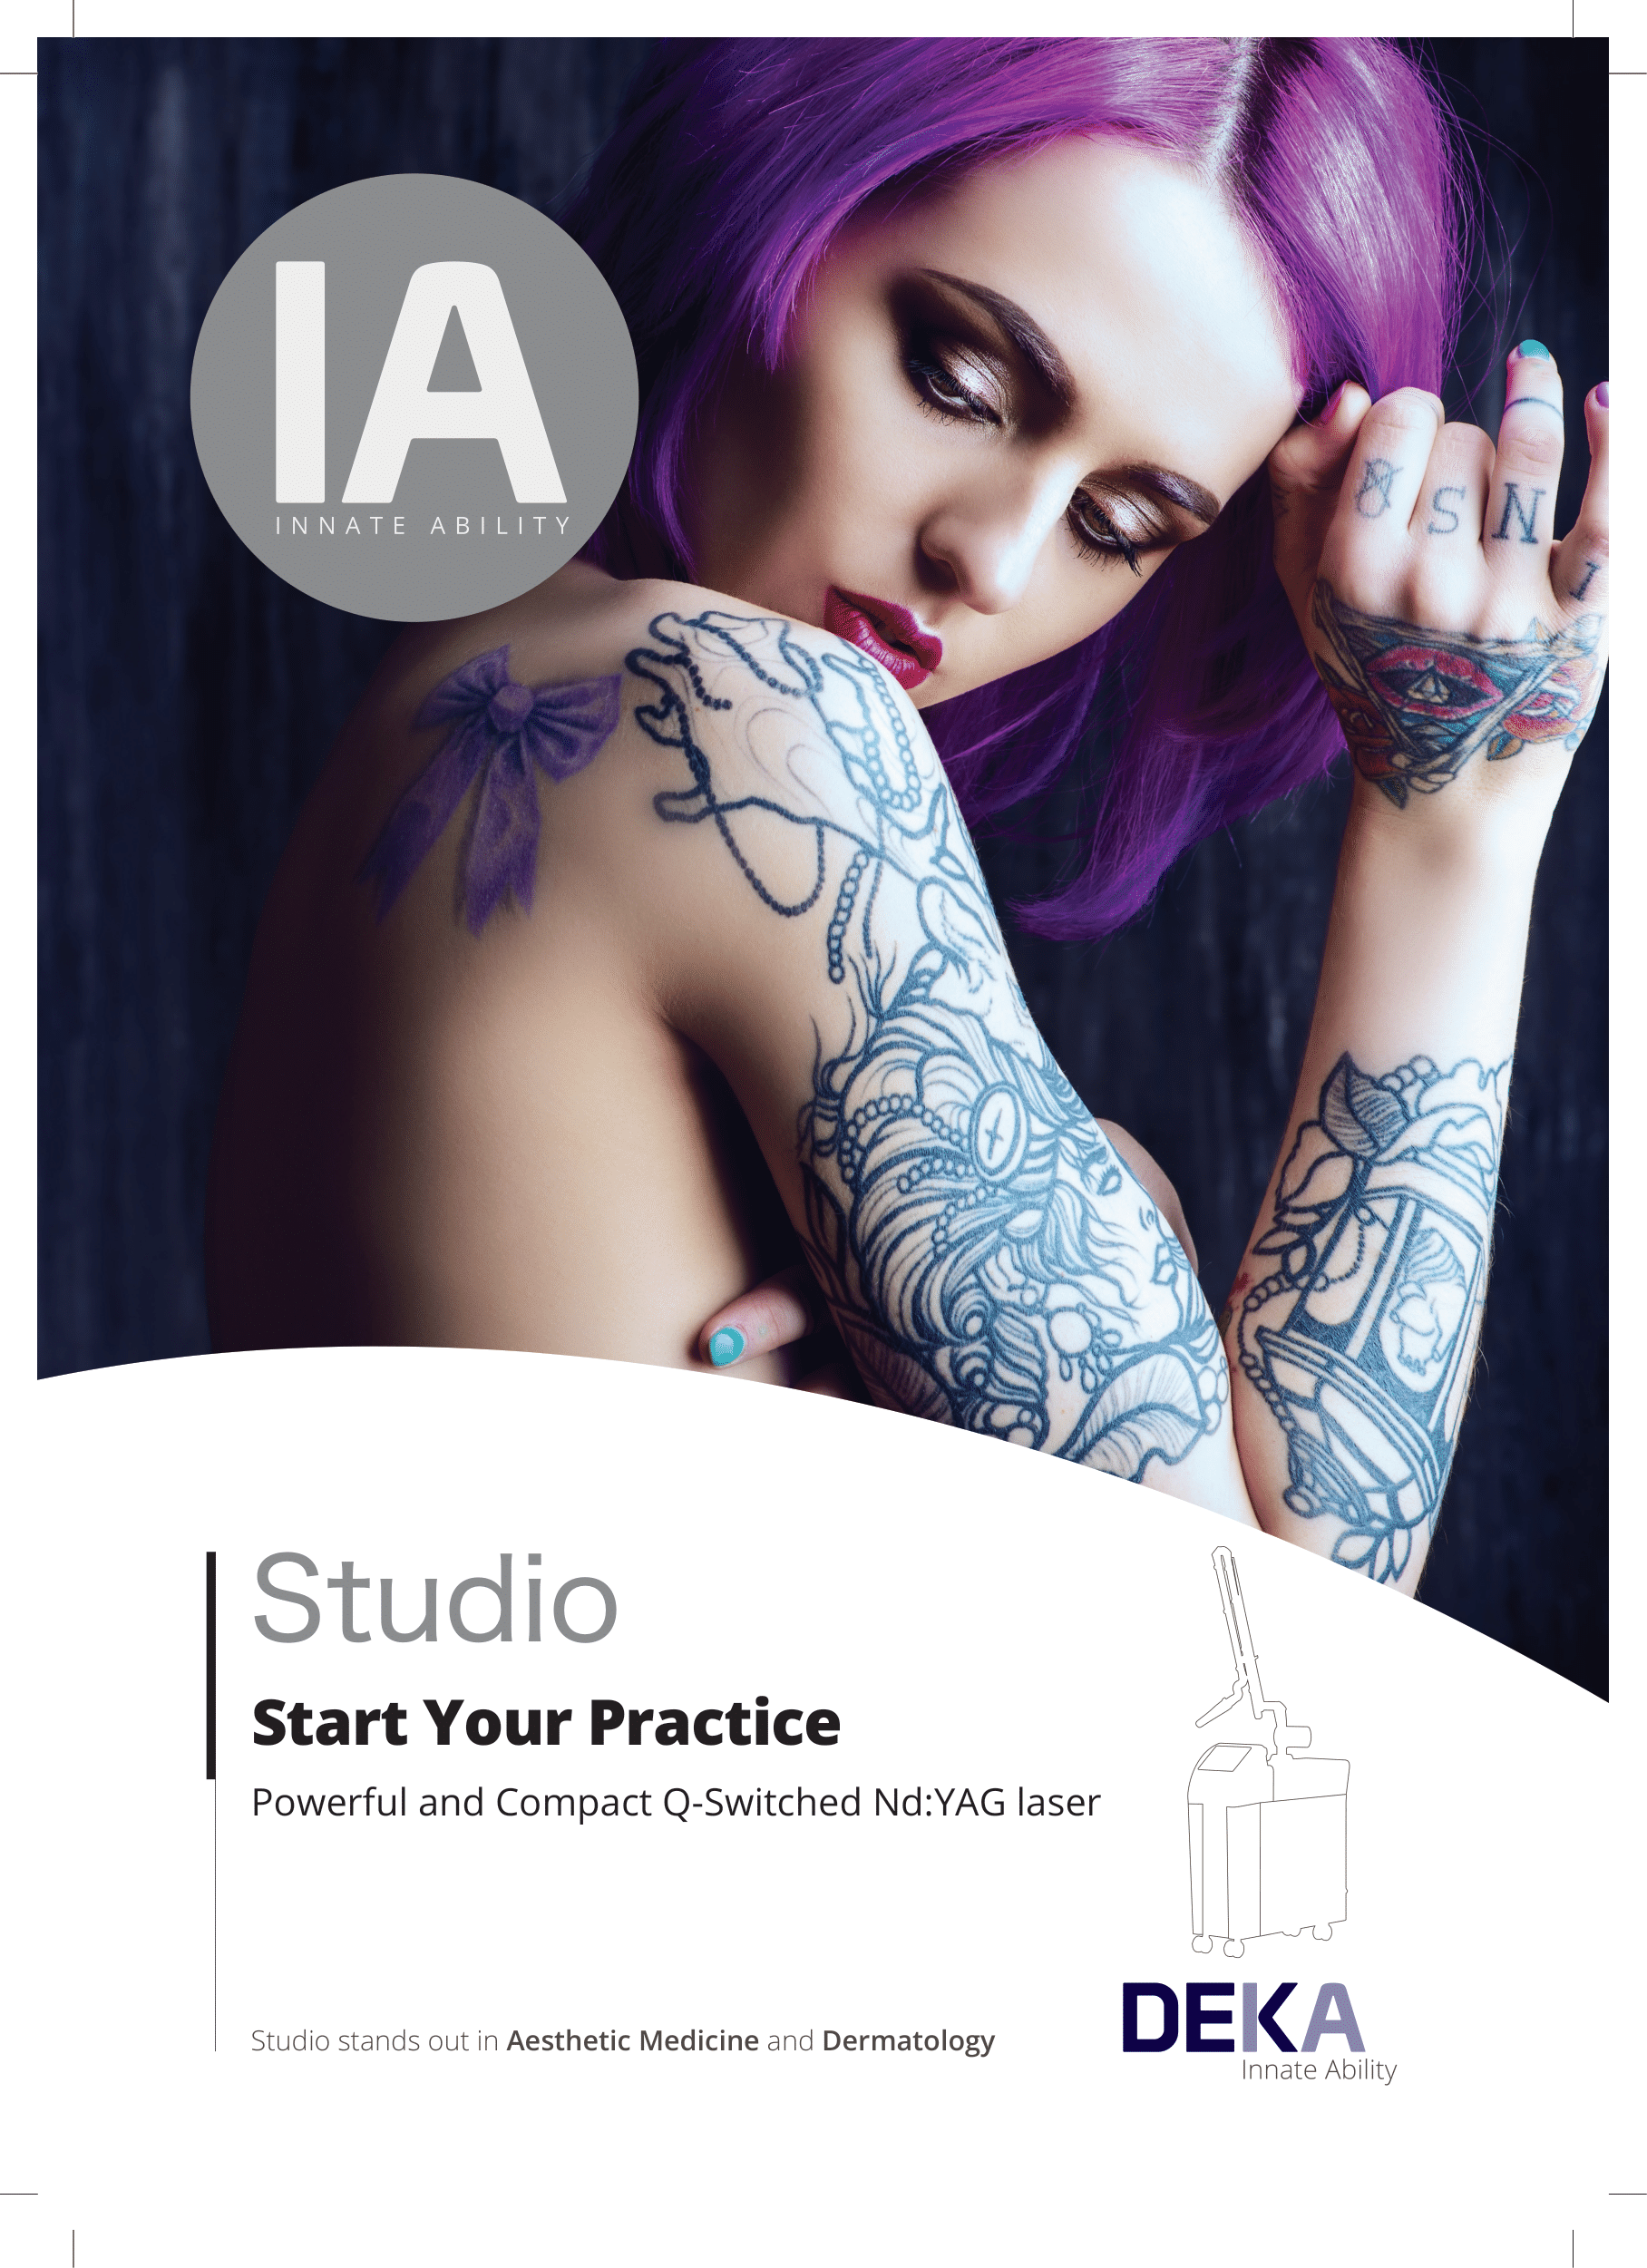 IA
INNATE ABILITY
8 S N I
Studio
Start Your Practice
Powerful and Compact Q-Switched Nd:YAG laser
Studio stands out in Aesthetic Medicine and Dermatology
DEKA
Innate Ability